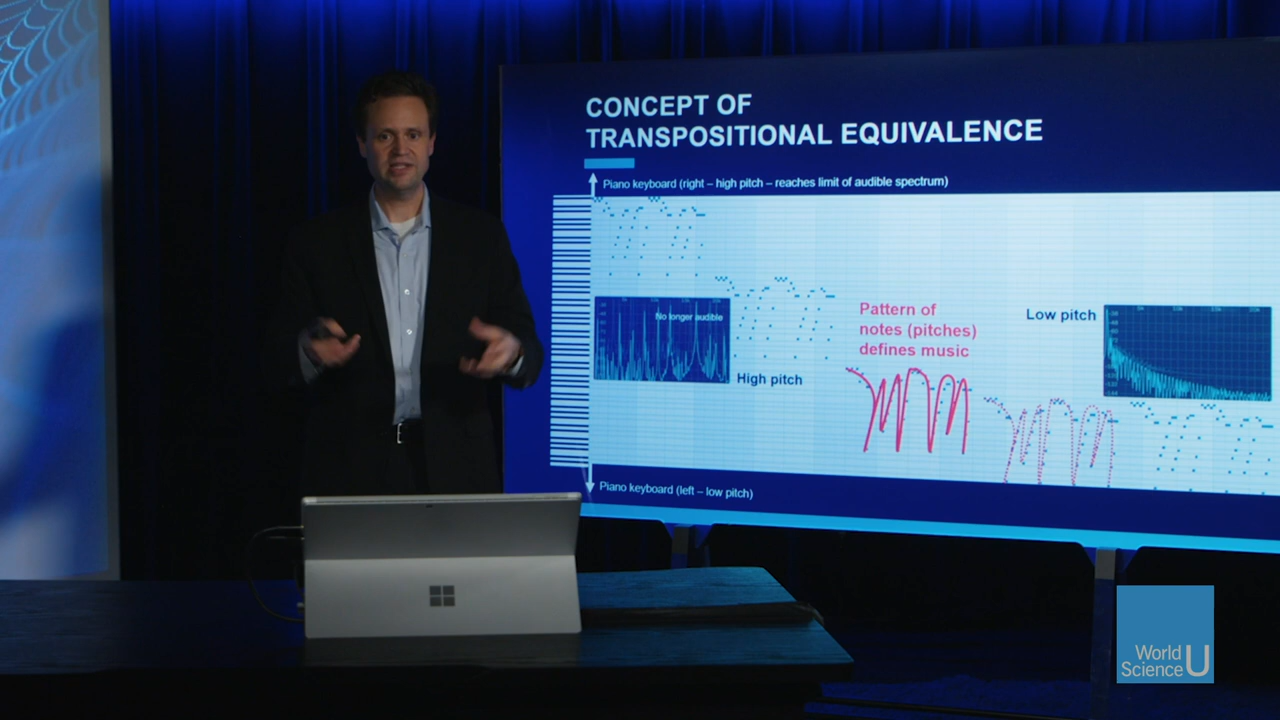 CONCEPT OF
TRANSPOSITIONAL EQUIVALENCE
Piano keyboard (right – high pitch – reaches limit of audible spectrum)
No longer audible
High pitch
Pattern of
notes (pitches)
defines music
Low pitch
Piano keyboard (left – low pitch)
World
Science U